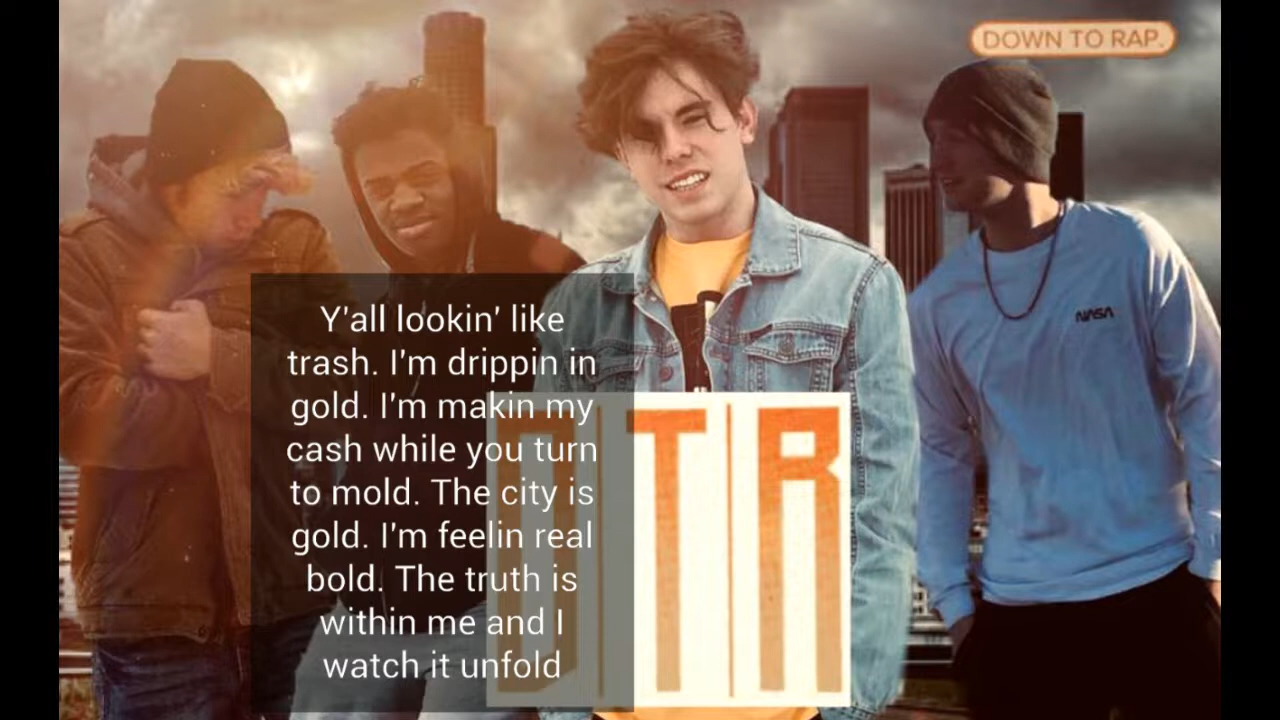 DOWN TO RAP.
NASA
Y'all lookin' like
trash. I'm drippin in
gold. I'm makin my
cash while you turn
to mold. The city is
gold. I'm feelin real
bold. The truth is
within me and I
watch it unfold
DTR